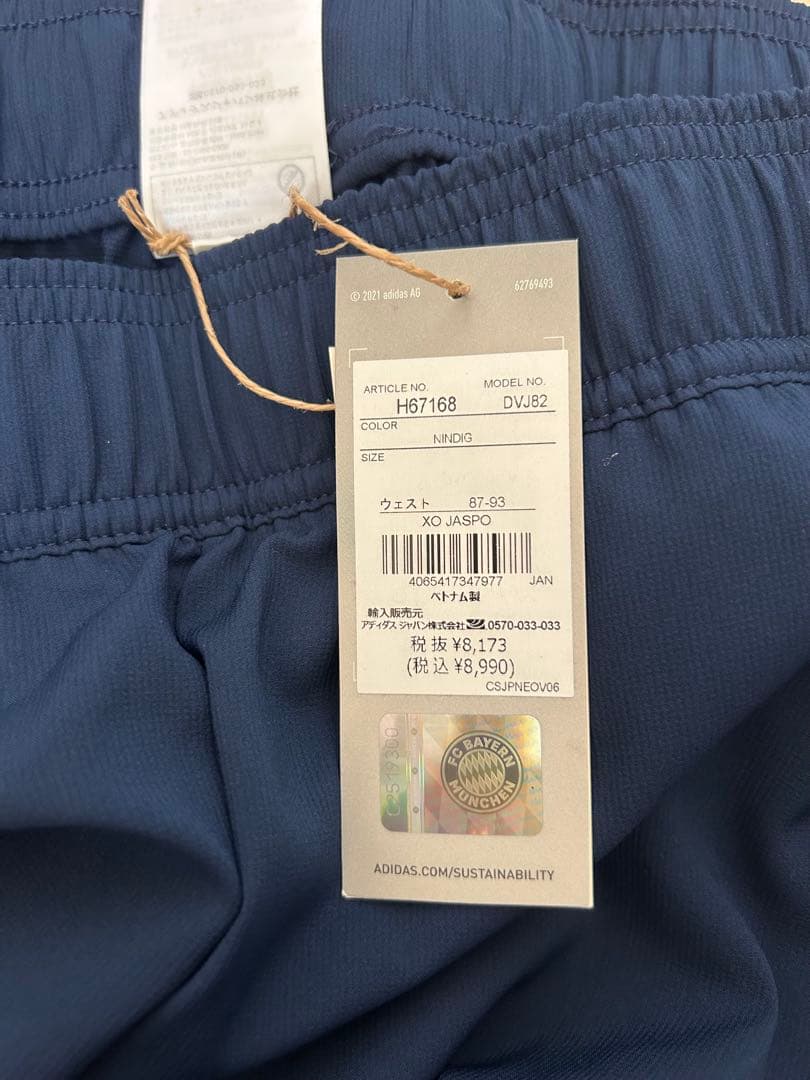 © 2021 adidas AG
62769493
ARTICLE NO.
MODEL NO.
H67168
DVJ82
COLOR
NINDIG
SIZE
ウェスト 87-93
XO JASPO
4065417347977 JAN
ベトナム製
輸入販売元
アディダス ジャパン株式会社 0570-033-033
税抜 ¥8,173
(税込 ¥8,990)
CSJPNEOV06
FC BAYERN
MÜNCHEN
ADIDAS.COM/SUSTAINABILITY